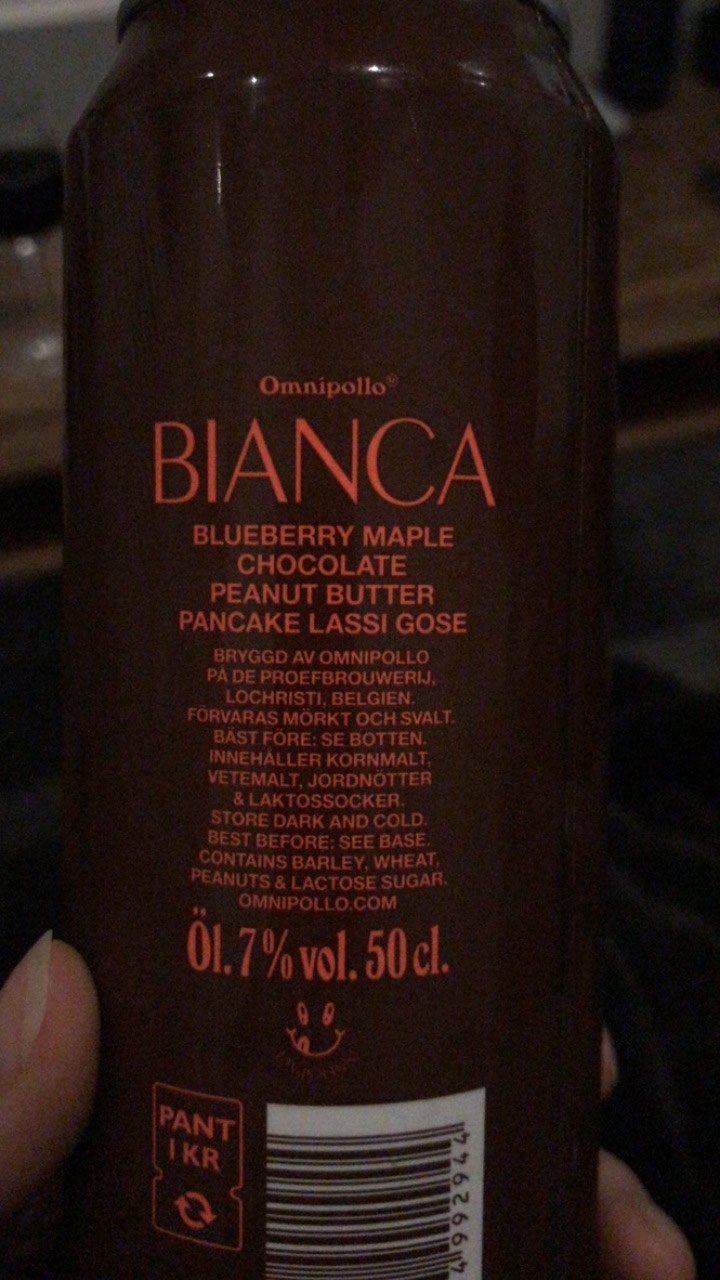 Omnipollo®
BIANCA
BLUEBERRY MAPLE
CHOCOLATE
PEANUT BUTTER
PANCAKE LASSI GOSE
BRYGGD AV OMNIPOLLO
PÅ DE PROEFBROUWERIJ,
LOCHRISTI, BELGIEN.
FÖRVARAS MÖRKT OCH SVALT.
BÄST FÖRE: SE BOTTEN.
INNEHÅLLER KORNMALT,
VETEMALT, JORDNÖTTER
& LAKTOSSOCKER.
STORE DARK AND COLD.
BEST BEFORE: SEE BASE.
CONTAINS BARLEY, WHEAT,
PEANUTS & LACTOSE SUGAR.
OMNIPOLLO.COM
Öl. 7% vol. 50 cl.
PANT
1 KR
4992944